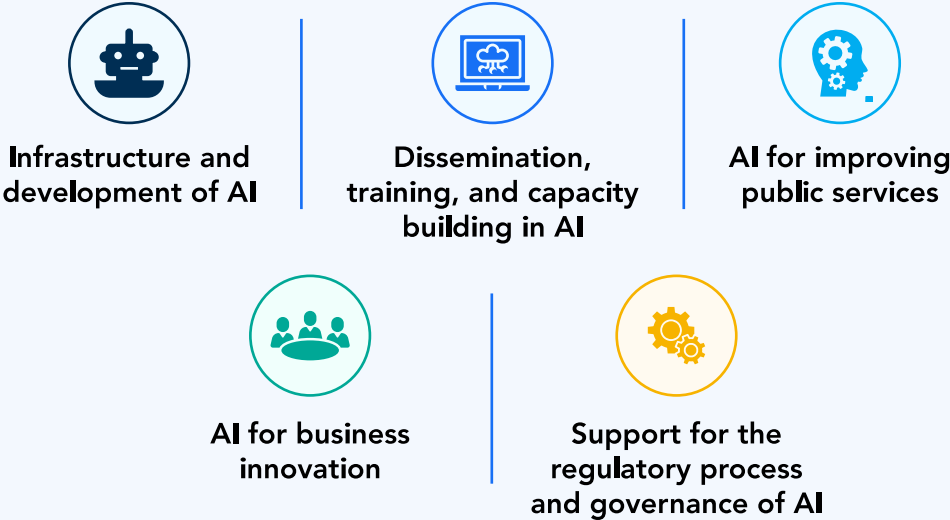 Infrastructure and
development of AI
Dissemination,
training, and capacity
building in AI
AI for improving
public services
AI for business
innovation
Support for the
regulatory process
and governance of AI